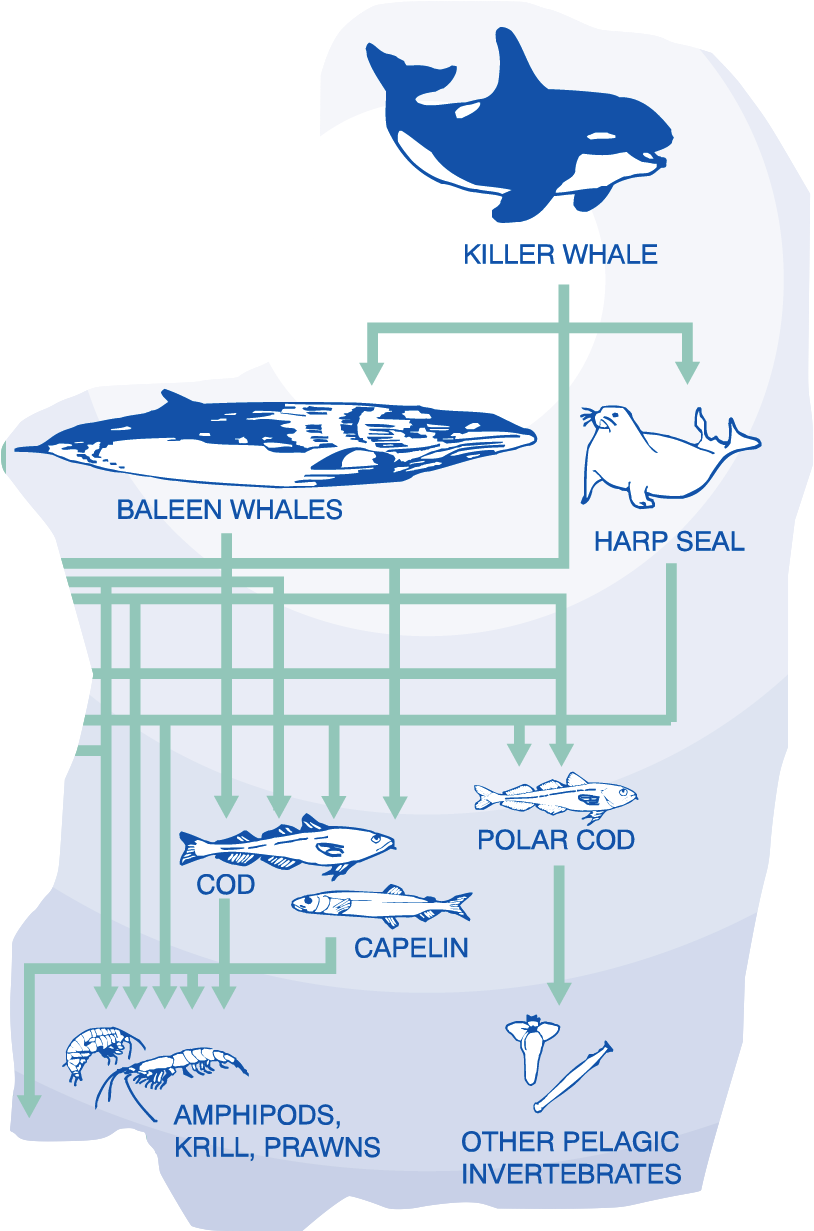 KILLER WHALE
BALEEN WHALES
HARP SEAL
POLAR COD
COD
CAPELIN
AMPHIPODS,
KRILL, PRAWNS
OTHER PELAGIC
INVERTEBRATES